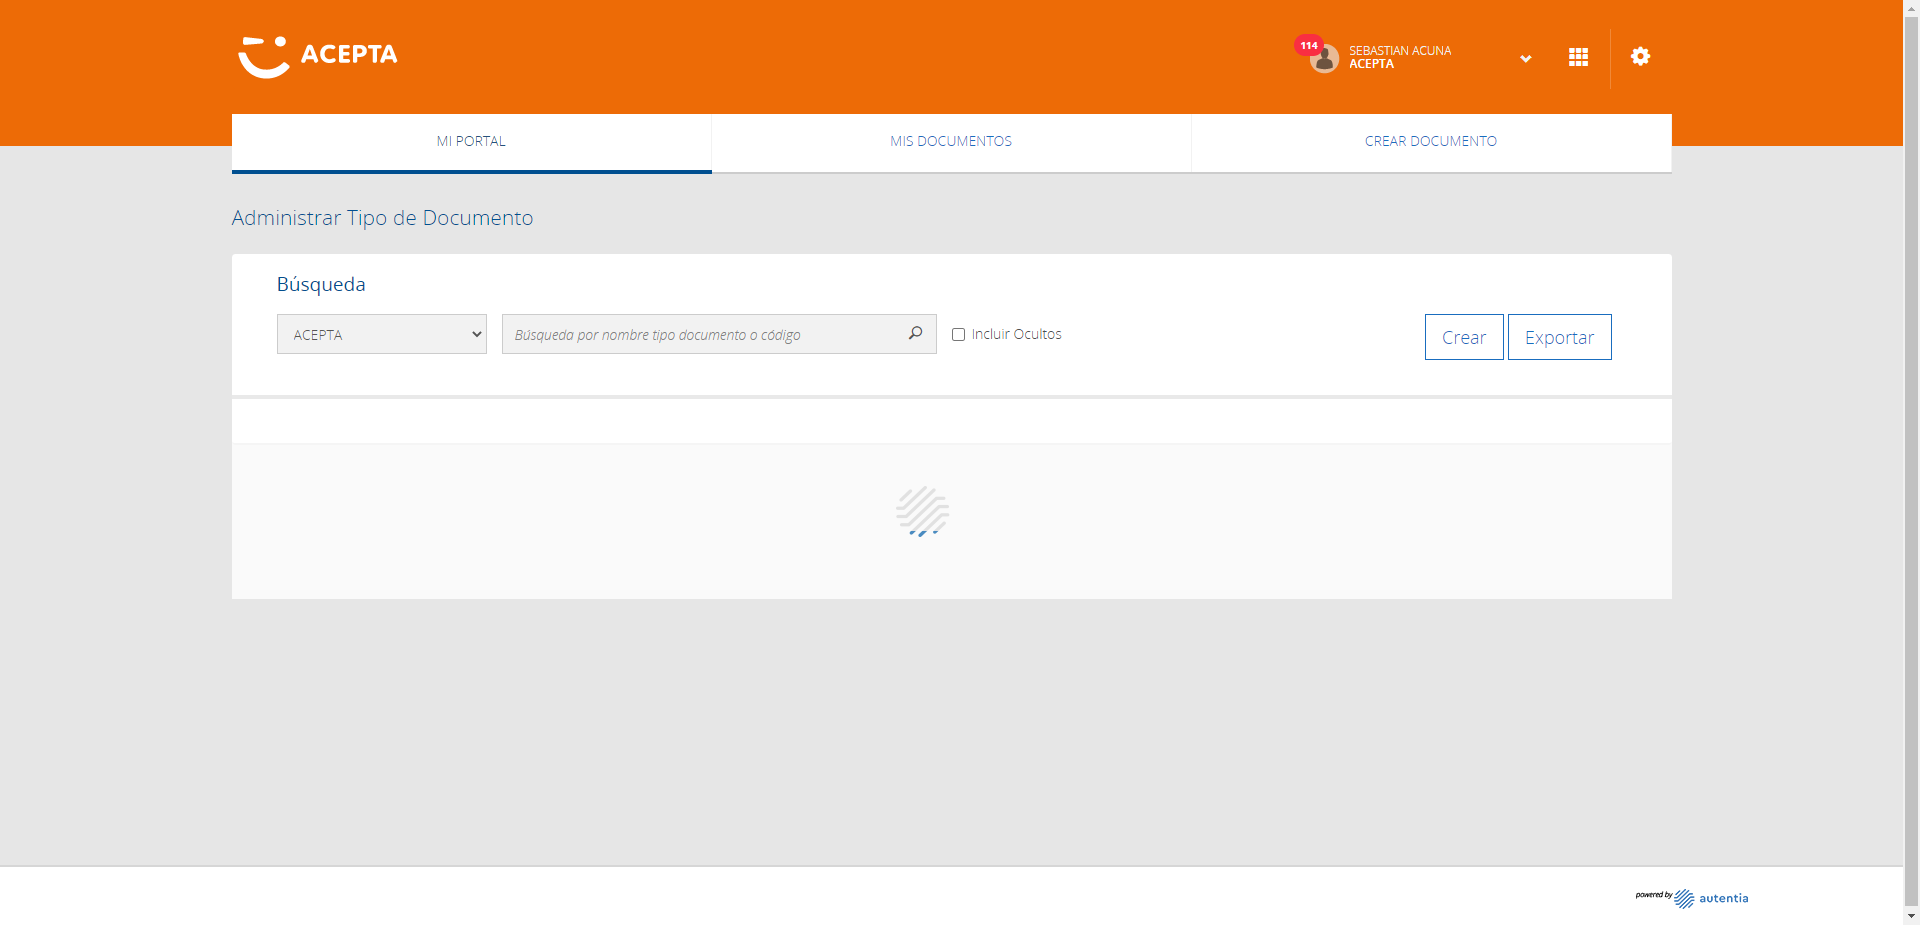 ACEPTA
114
SEBASTIAN ACUNA
ACEPTA
MI PORTAL
MIS DOCUMENTOS
CREAR DOCUMENTO
Administrar Tipo de Documento
Búsqueda
ACEPTA
Búsqueda por nombre tipo documento o código
Incluir Ocultos
Crear
Exportar
powered by autentia